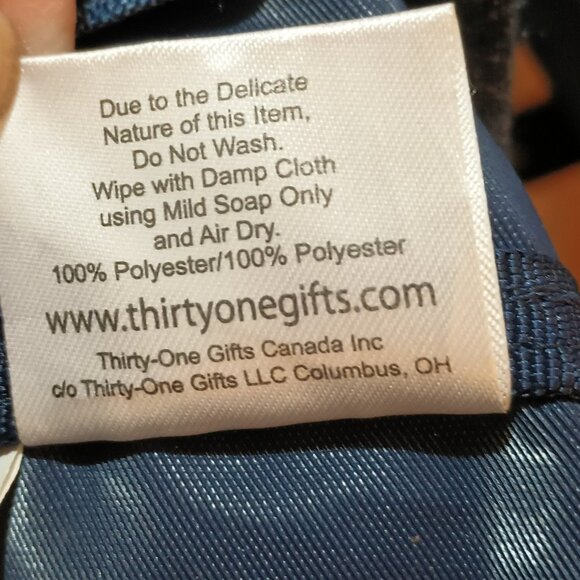 Due to the Delicate
Nature of this Item,
Do Not Wash.
Wipe with Damp Cloth
using Mild Soap Only
and Air Dry.
100% Polyester/100% Polyester
www.thirtyonegifts.com
Thirty-One Gifts Canada Inc
c/o Thirty-One Gifts LLC Columbus, OH